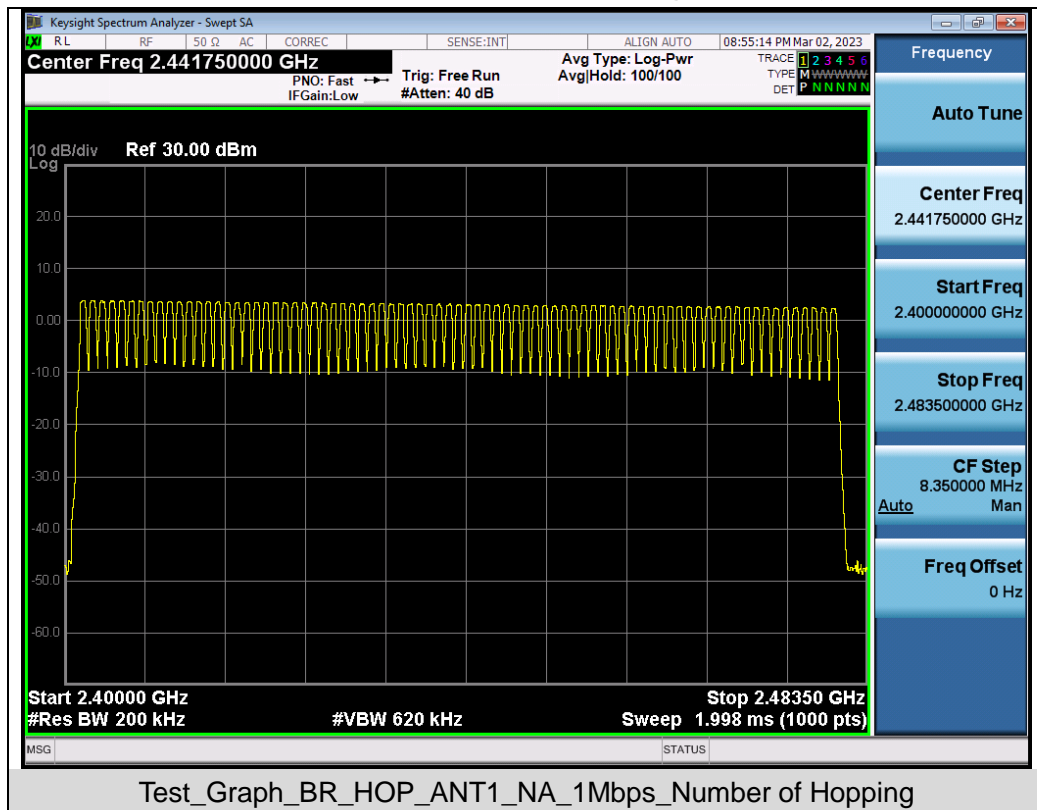 Keysight Spectrum Analyzer - Swept SA
LXI RL RF 50 Ω AC CORREC SENSE:INT ALIGN AUTO 08:55:14 PM Mar 02, 2023
Center Freq 2.441750000 GHz
PNO: Fast
IFGain:Low
Trig: Free Run
#Atten: 40 dB
Avg Type: Log-Pwr
Avg|Hold: 100/100
TRACE 1 2 3 4 5 6
TYPE M W W W W W
DET P N N N N N
10 dB/div Ref 30.00 dBm
Log
20.0
10.0
0.00
-10.0
-20.0
-30.0
-40.0
-50.0
-60.0
Start 2.40000 GHz Stop 2.48350 GHz
#Res BW 200 kHz #VBW 620 kHz Sweep 1.998 ms (1000 pts)
MSG STATUS
Frequency
Auto Tune
Center Freq
2.441750000 GHz
Start Freq
2.400000000 GHz
Stop Freq
2.483500000 GHz
CF Step
8.350000 MHz
Auto Man
Freq Offset
0 Hz
Test_Graph_BR_HOP_ANT1_NA_1Mbps_Number of Hopping